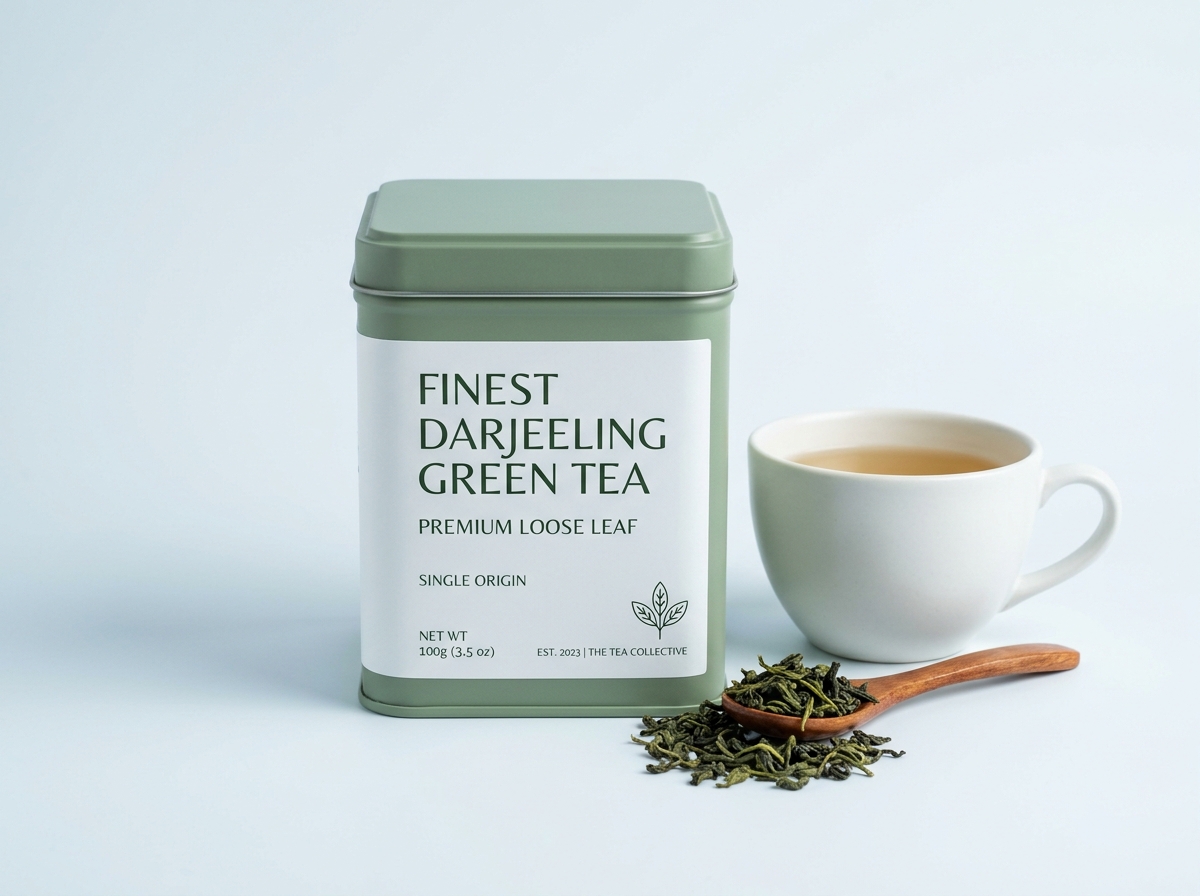 FINEST
DARJEELING
GREEN TEA
PREMIUM LOOSE LEAF
SINGLE ORIGIN
NET WT
100g (3.5 oz)
EST. 2023 | THE TEA COLLECTIVE